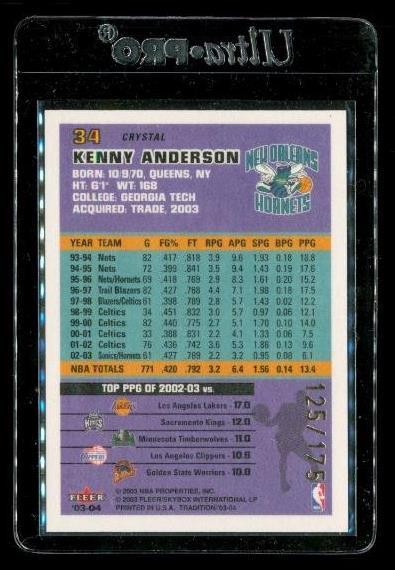 Ultra•PRO®
34 CRYSTAL
KENNY ANDERSON
NEW ORLEANS
HORNETS
BORN: 10/9/70, QUEENS, NY
HT: 6'1" WT: 168
COLLEGE: GEORGIA TECH
ACQUIRED: TRADE, 2003
YEAR TEAM G FG% FT RPG APG SPG BPG PPG
93-94 Nets 82 .417 .818 3.9 9.6 1.93 0.18 18.8
94-95 Nets 72 .399 .841 3.5 9.4 1.43 0.19 17.6
95-96 Nets/Hornets 69 .418 .769 2.9 8.3 1.61 0.20 15.2
96-97 Trail Blazers 82 .427 .768 4.4 7.1 1.98 0.18 17.5
97-98 Blazers/Celtics 61 .398 .789 2.8 5.7 1.43 0.02 12.2
98-99 Celtics 34 .451 .832 3.0 5.7 0.97 0.06 12.1
99-00 Celtics 82 .440 .775 2.7 5.1 1.70 0.10 14.0
00-01 Celtics 33 .388 .831 2.2 4.1 1.33 0.06 7.5
01-02 Celtics 76 .436 .742 3.6 5.3 1.86 0.13 9.6
02-03 Sonics/Hornets 61 .427 .769 2.2 3.2 0.95 0.08 6.1
NBA TOTALS 771 .420 .792 3.2 6.4 1.56 0.14 13.4
TOP PPG OF 2002-03 vs.
LAKERS Los Angeles Lakers - 17.0
KINGS Sacramento Kings - 12.0
Minnesota Timberwolves - 11.0
CLIPPERS Los Angeles Clippers - 10.5
Golden State Warriors - 10.0
125/175
FLEER
'03-04
© 2003 NBA PROPERTIES, INC.
© 2003 FLEER/SKYBOX INTERNATIONAL LP
PRINTED IN U.S.A. TRADITION '03-04
NBA